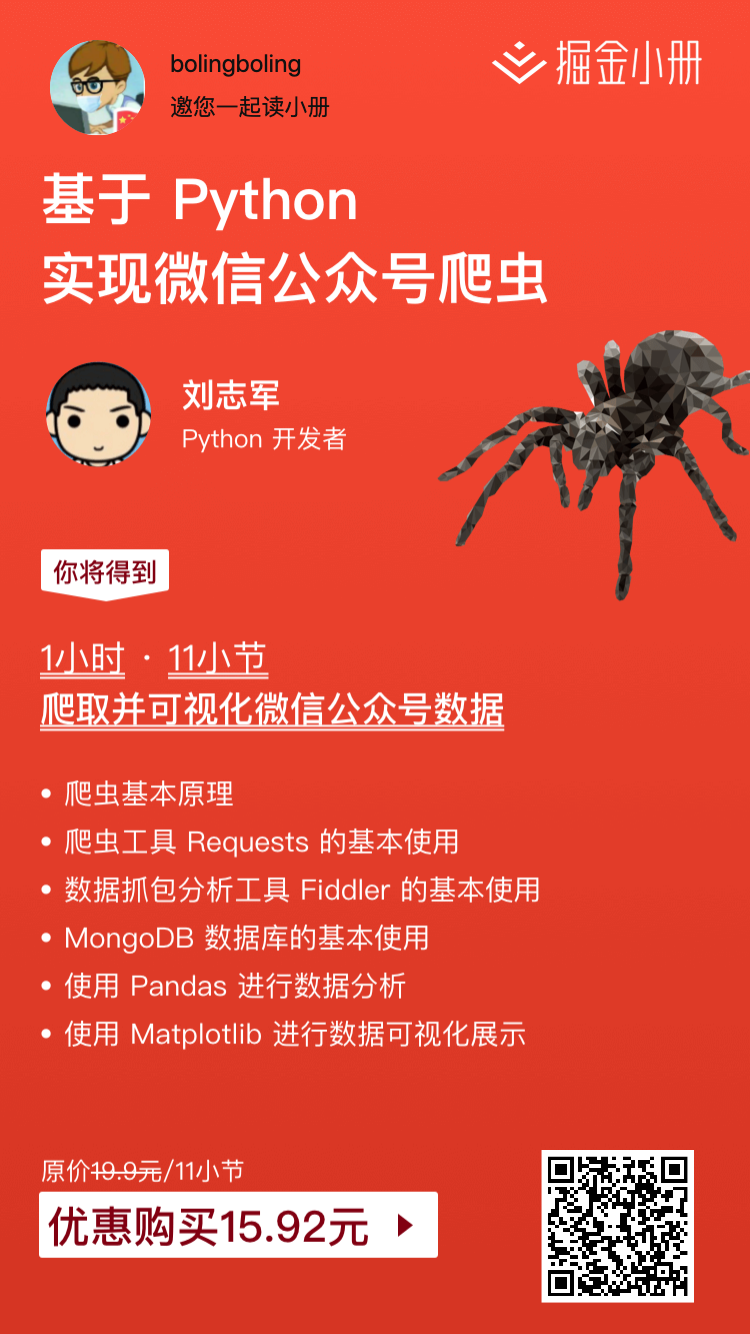 bolingboling
邀您一起读小册
掘金小册
基于 Python
实现微信公众号爬虫
刘志军
Python 开发者
你将得到
1小时 · 11小节
爬取并可视化微信公众号数据
• 爬虫基本原理
• 爬虫工具 Requests 的基本使用
• 数据抓包分析工具 Fiddler 的基本使用
• MongoDB 数据库的基本使用
• 使用 Pandas 进行数据分析
• 使用 Matplotlib 进行数据可视化展示
原价19.9元/11小节
优惠购买15.92元